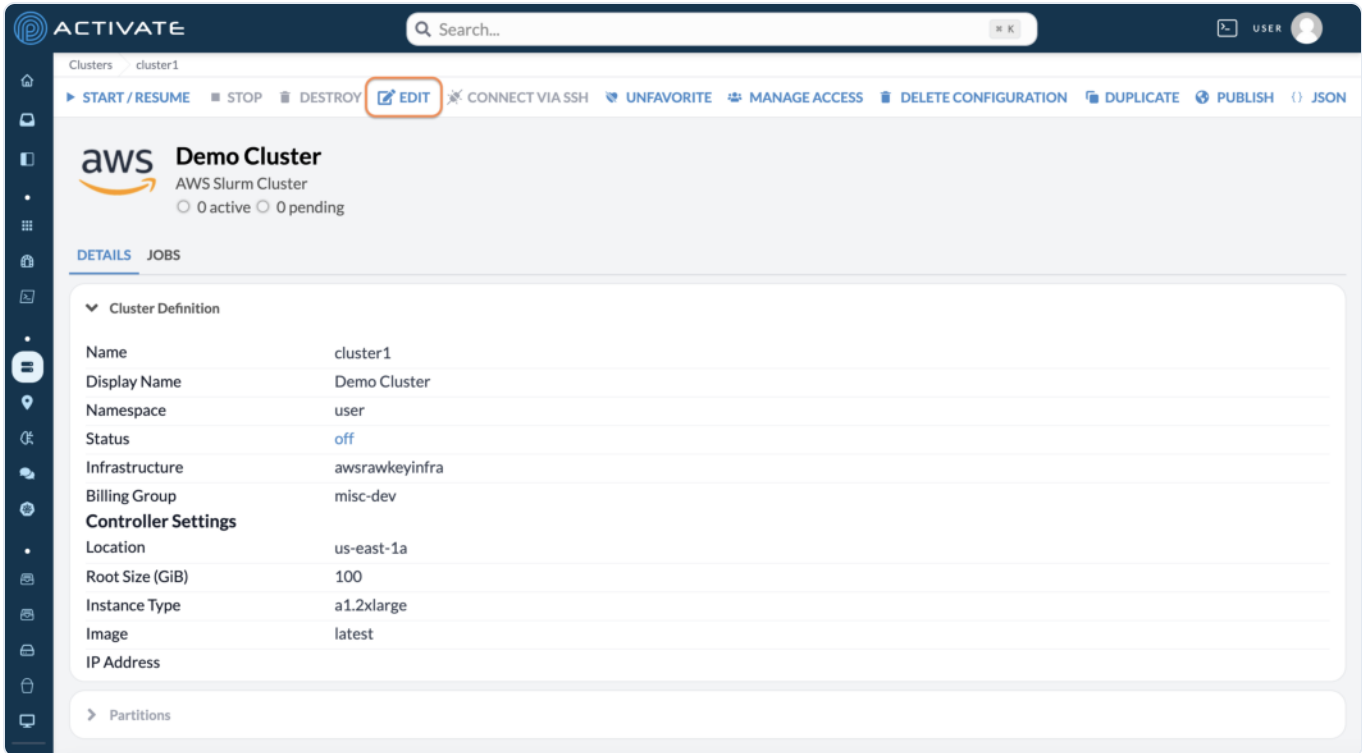 ACTIVATE
Search...
⌘ K
USER
Clusters cluster1
START / RESUME STOP DESTROY EDIT CONNECT VIA SSH UNFAVORITE MANAGE ACCESS DELETE CONFIGURATION DUPLICATE PUBLISH JSON
aws
Demo Cluster
AWS Slurm Cluster
0 active 0 pending
DETAILS JOBS
Cluster Definition
Name cluster1
Display Name Demo Cluster
Namespace user
Status off
Infrastructure awsrawkeyinfra
Billing Group misc-dev
Controller Settings
Location us-east-1a
Root Size (GiB) 100
Instance Type a1.2xlarge
Image latest
IP Address
Partitions